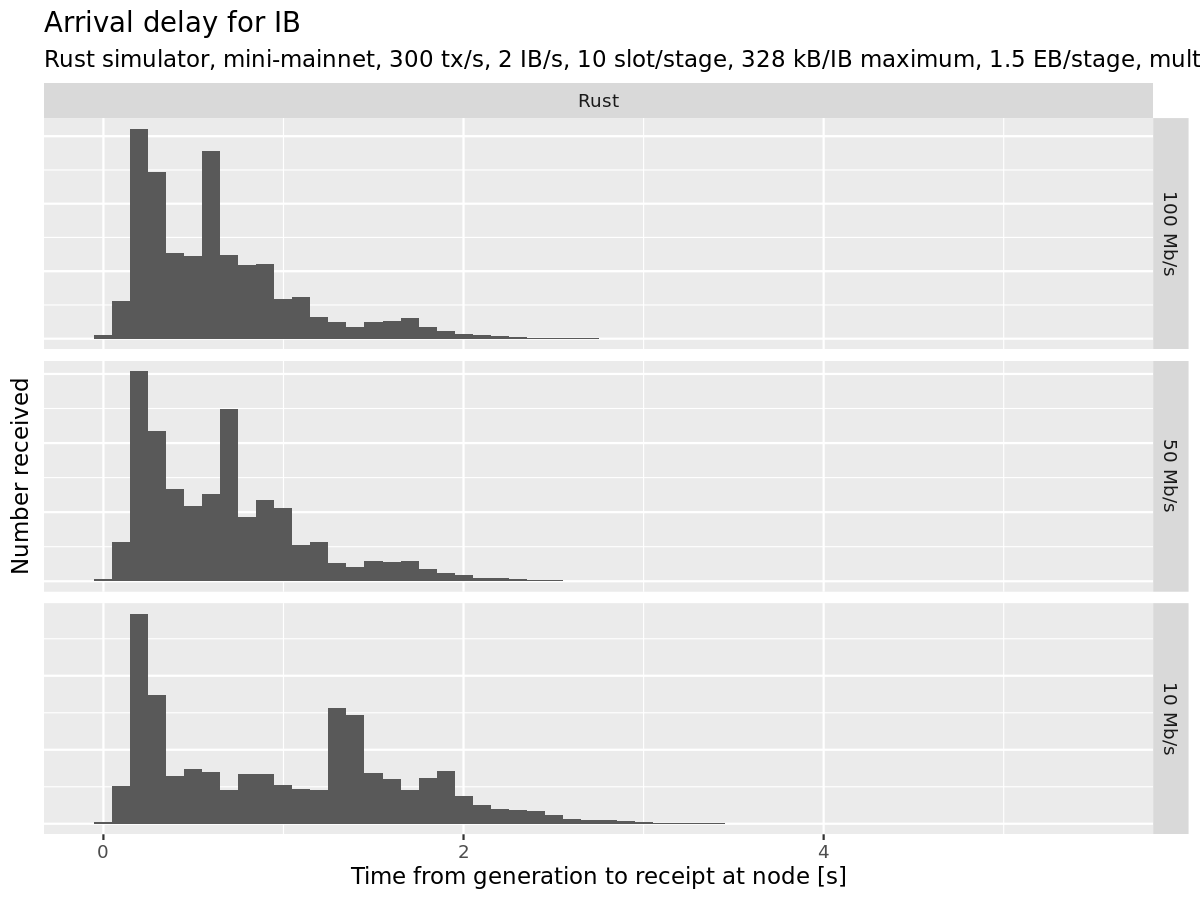 Arrival delay for IB
Rust simulator, mini-mainnet, 300 tx/s, 2 IB/s, 10 slot/stage, 328 kB/IB maximum, 1.5 EB/stage, mult
Rust
100 Mb/s
50 Mb/s
10 Mb/s
Number received
0 2 4
Time from generation to receipt at node [s]